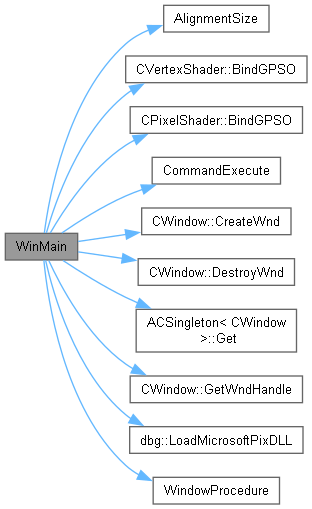 AlignmentSize
CVertexShader::BindGPSO
CPixelShader::BindGPSO
CommandExecute
WinMain
CWindow::CreateWnd
CWindow::DestroyWnd
ACSingleton< CWindow
>::Get
CWindow::GetWndHandle
dbg::LoadMicrosoftPixDLL
WindowProcedure